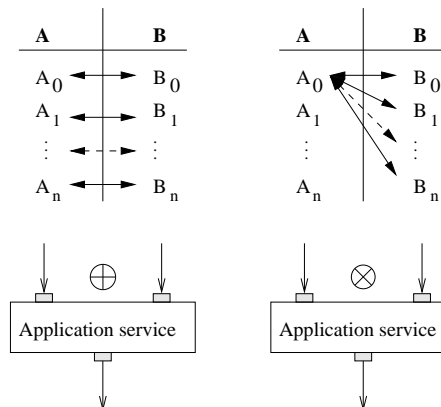 A B A B
A0 B0 A0 B0
A1 B1 A1 B1
⋮ ⋮ ⋮ ⋮
An Bn An Bn
Application service Application service